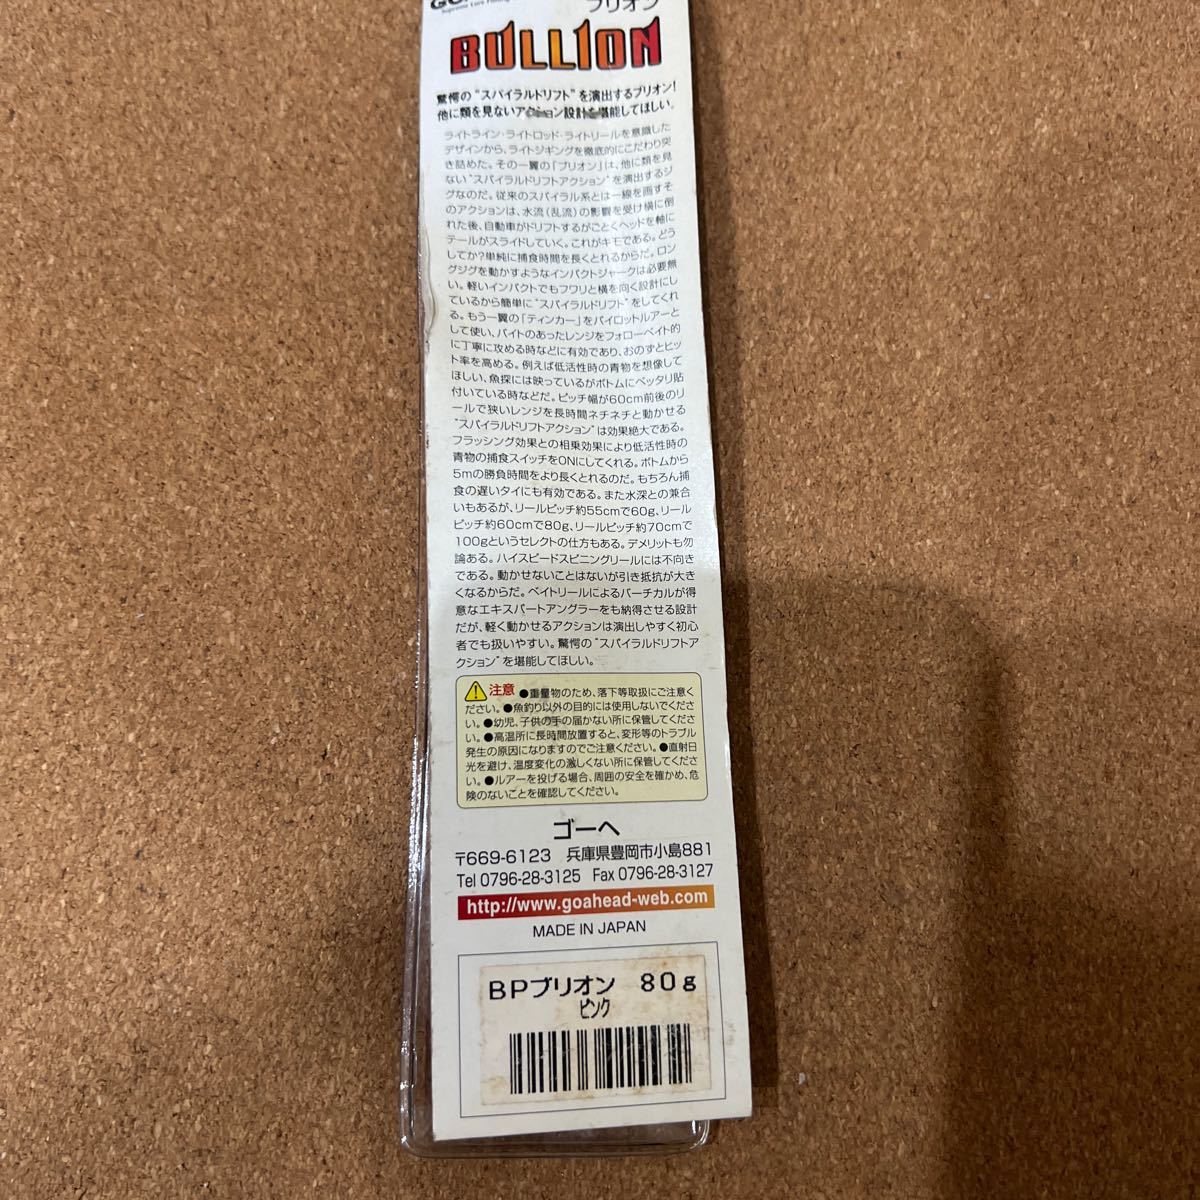 ブリオン
BULLION
驚愕の“スパイラルドリフト”を演出するブリオン!
他に類を見ないアクション設計を堪能してほしい。
ライトライン・ライトロッド・ライトリールを意識した
デザインから、ライトジギングを徹底的にこだわり突
き詰めた。その一翼の「ブリオン」は、他に類を見
ない“スパイラルドリフトアクション”を演出するジ
グなのだ。従来のスパイラル系とは一線を画すそ
のアクションは、水流（乱流）の影響を受け横に倒
れた後、自動車がドリフトするがごとくヘッドを軸に
テールがスライドしていく。これがキモである。どう
してか?単純に捕食時間を長くとれるからだ。ロン
グジグを動かすようなインパクトジャークは必要無
い。軽いインパクトでもフワリと横を向く設計にし
ているから簡単に“スパイラルドリフト”をしてくれ
る。もう一翼の「ティンカー」をパイロットルアーと
して使い、バイトのあったレンジをフォローベイト的
に丁寧に攻める時などに有効であり、おのずとヒッ
ト率を高める。例えば低活性時の青物を想像して
ほしい、魚探には映っているがボトムにベッタリ貼
付いている時などだ。ピッチ幅が60cm前後のリ
ールで狭いレンジを長時間ネチネチと動かせる
“スパイラルドリフトアクション”は効果絶大である。
フラッシング効果との相乗効果により低活性時の
青物の捕食スイッチをONにしてくれる。ボトムから
5mの勝負時間をより長くとれるのだ。もちろん捕
食の遅いタイにも有効である。また水深との兼合
いもあるが、リールピッチ約55cmで60g、リール
ピッチ約60cmで80g、リールピッチ約70cmで
100gというセレクトの仕方もある。デメリットも勿
論ある。ハイスピードスピニングリールには不向き
である。動かせないことはないが引き抵抗が大き
くなるからだ。ベイトリールによるバーチカルが得
意なエキスパートアングラーをも納得させる設計
だが、軽く動かせるアクションは演出しやすく初心
者でも扱いやすい。驚愕の“スパイラルドリフトア
クション”を堪能してほしい。
注意 ●重量物のため、落下等取扱にご注意く
ださい。●魚釣り以外の目的には使用しないでくださ
い。●幼児、子供の手の届かない所に保管してくださ
い。●高温所に長時間放置すると、変形等のトラブル
発生の原因になりますのでご注意ください。●直射日
光を避け、温度変化の激しくない所に保管してくださ
い。●ルアーを投げる場合、周囲の安全を確かめ、危
険のないことを確認してください。
ゴーヘ
〒669-6123 兵庫県豊岡市小島881
Tel 0796-28-3125 Fax 0796-28-3127
http://www.goahead-web.com
MADE IN JAPAN
BPブリオン 80g
ピンク